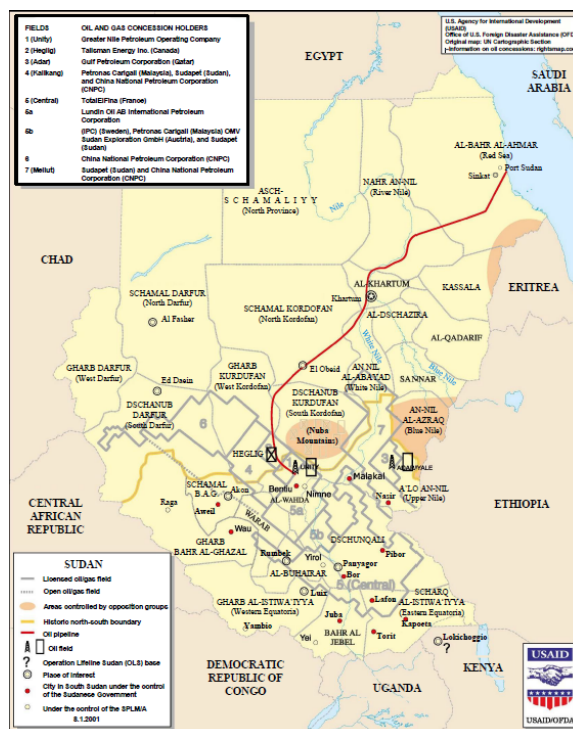 FIELDS OIL AND GAS CONCESSION HOLDERS
1 (Unity) Greater Nile Petroleum Operating Company
2 (Heglig) Talisman Energy Inc. (Canada)
3 (Adar) Gulf Petroleum Corporation (Qatar)
4 (Kaiikang) Petronas Carigali (Malaysia), Sudapet (Sudan),
and China National Petroleum Corporation
(CNPC)
5 (Central) TotalElFina (France)
5a Lundin Oil AB International Petroleum
Corporation
5b (IPC) (Sweden), Petronas Carigali (Malaysia) OMV
Sudan Exploration GmbH (Austria), and Sudapet
(Sudan)
6 China National Petroleum Corporation (CNPC)
7 (Mellut) Sudapet (Sudan) and China National Petroleum
Corporation (CNPC)
U.S. Agency for International Development
(USAID)
Office of U.S. Foreign Disaster Assistance (OFD
Original map: UN Cartographic Section
information on oil concessions: rightsmap.com
EGYPT
SAUDI
ARABIA
AL-BAHR AL-AHMAR
(Red Sea)
Port Sudan
Sinkat
NAHR AN-NIL
(River Nile)
ASCH-
SCHAMALIYY
(North Province)
Nile
Nile
CHAD
ERITREA
KASSALA
AL-KHARTUM
Khartum
SCHAMAL DARFUR
(North Darfur)
SCHAMAL KORDOFAN
(North Kordofan)
AL-DSCHAZIRA
Al Fasher
AL-QADARIF
White Nile
Blue Nile
GHARB DARFUR
(West Darfur)
Ed Daein
GHARB
KURDUFAN
(West Kordofan)
El Obeid
AN NIL
AL-ABAYAD
(White Nile)
SANNAR
DSCHANUB
DARFUR
(South Darfur)
DSCHANUB
KURDUFAN
(South Kordofan)
AN-NIL
AL-AZRAQ
(Blue Nile)
6
7
(Nuba
Mountains)
HEGLIG
4
UNITY
3
ADARJYALE
Malakal
SCHAMAL
B.A.G.
Akon
Bentiu
AL-WAHDA
Nimne
Nasir
A'LO AN-NIL
(Upper Nile)
Raga
Aweil
5a
CENTRAL
AFRICAN
REPUBLIC
ETHIOPIA
WARAB
Wau
GHARB
BAHR AL-GHAZAL
5b
DSCHUNQALI
Pibor
Rumbek
Yirol
Panyagor
AL-BUHAIRAR
Bor
5 (Central)
Luix
Lafon
GHARB AL-ISTIWA'IYYA
(Western Equatoria)
SCHARQ
AL-ISTIWA'IYYA
(Eastern Equatoria)
Kapoeta
Yambio
Juba
BAHR AL
JEBEL
Torit
Yei
Lokichoggio
?
DEMOCRATIC
REPUBLIC OF
CONGO
UGANDA
KENYA
SUDAN
Licensed oil/gas field
Open oil/gas field
Areas controlled by opposition groups
Historic north-south boundary
Oil pipeline
Oil field
? Operation Lifeline Sudan (OLS) base
Place of interest
City in South Sudan under the control
of the Sudanese Government
Under the control of the SPLM/A
8.1.2001
USAID
USAID/OFDA